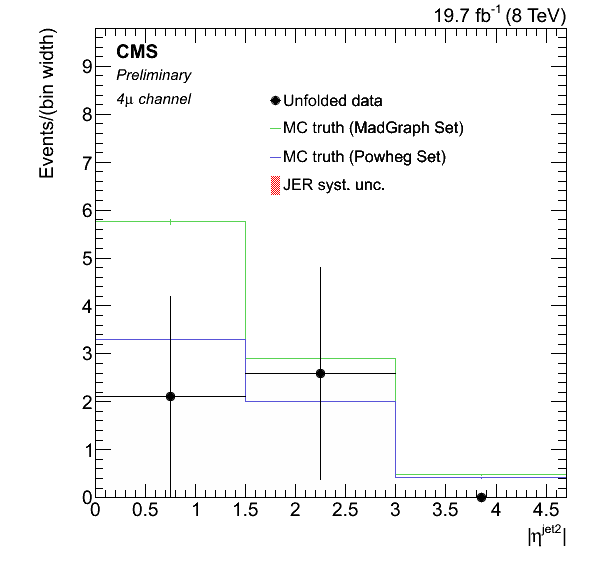 19.7 fb⁻¹ (8 TeV)
CMS
Preliminary
4μ channel
Unfolded data
MC truth (MadGraph Set)
MC truth (Powheg Set)
JER syst. unc.
Events/(bin width)
9
8
7
6
5
4
3
2
1
0
0 0.5 1 1.5 2 2.5 3 3.5 4 4.5
|η^jet2|